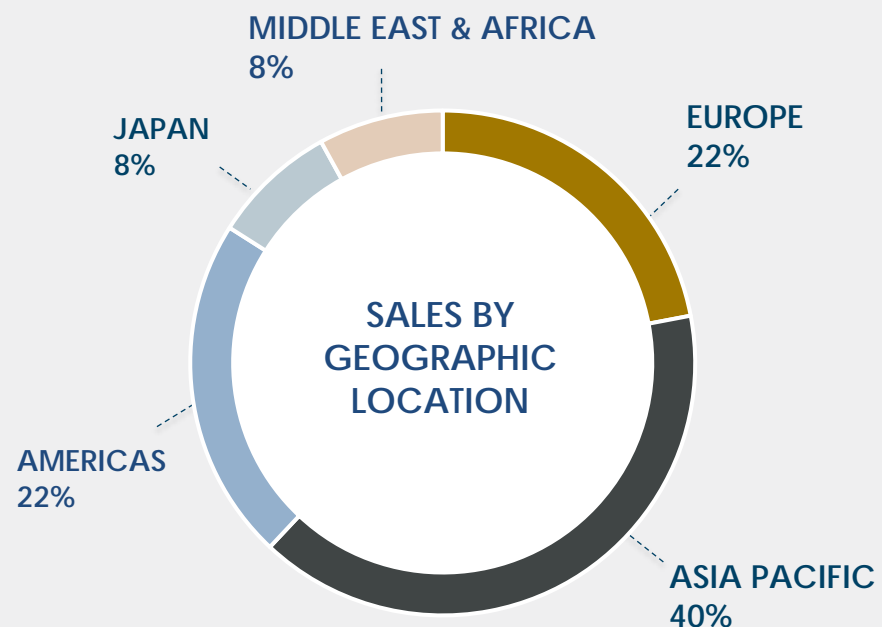 MIDDLE EAST & AFRICA
8%
JAPAN
8%
EUROPE
22%
SALES BY
GEOGRAPHIC
LOCATION
AMERICAS
22%
ASIA PACIFIC
40%